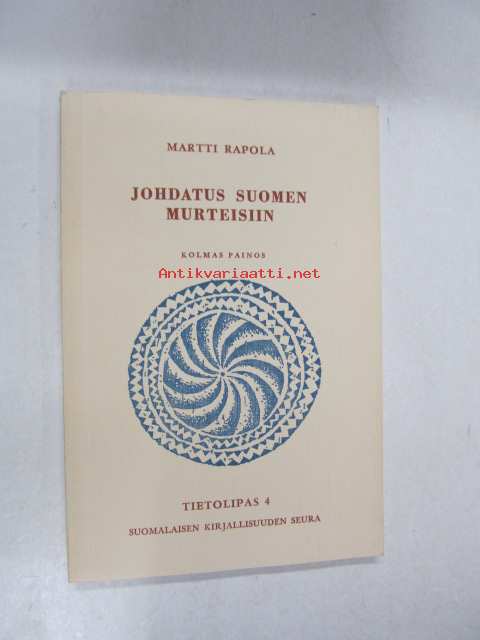 MARTTI RAPOLA
JOHDATUS SUOMEN
MURTEISIIN
KOLMAS PAINOS
Antikvariaatti.net
TIETOLIPAS 4
SUOMALAISEN KIRJALLISUUDEN SEURA